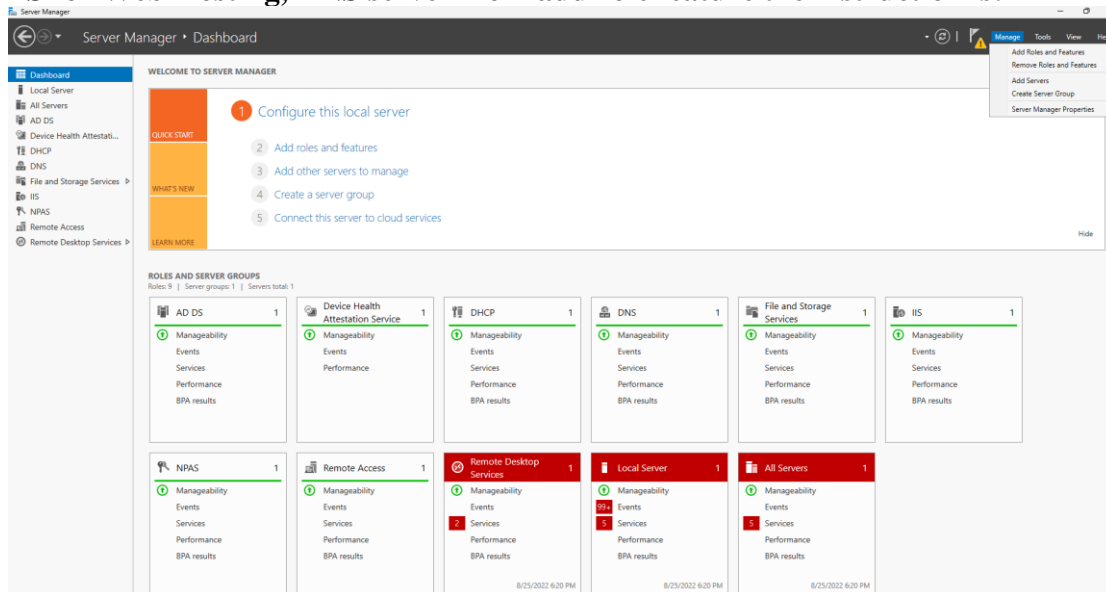 Server Manager
Server Manager • Dashboard
Manage Tools View He
Add Roles and Features
Remove Roles and Features
Add Servers
Create Server Group
Server Manager Properties
Dashboard
Local Server
All Servers
AD DS
Device Health Attestati...
DHCP
DNS
File and Storage Services
IIS
NPAS
Remote Access
Remote Desktop Services
WELCOME TO SERVER MANAGER
QUICK START
WHAT'S NEW
LEARN MORE
1 Configure this local server
2 Add roles and features
3 Add other servers to manage
4 Create a server group
5 Connect this server to cloud services
Hide
ROLES AND SERVER GROUPS
Roles: 9 | Server groups: 1 | Servers total: 1
AD DS 1
Manageability
Events
Services
Performance
BPA results
Device Health
Attestation Service 1
Manageability
Events
Performance
DHCP 1
Manageability
Events
Services
Performance
BPA results
DNS 1
Manageability
Events
Services
Performance
BPA results
File and Storage
Services 1
Manageability
Events
Services
Performance
BPA results
IIS 1
Manageability
Events
Services
Performance
BPA results
NPAS 1
Manageability
Events
Services
Performance
BPA results
Remote Access 1
Manageability
Events
Services
Performance
BPA results
Remote Desktop
Services 1
Manageability
Events
2 Services
Performance
BPA results
8/25/2022 6:20 PM
Local Server 1
Manageability
99+ Events
5 Services
Performance
BPA results
8/25/2022 6:20 PM
All Servers 1
Manageability
Events
5 Services
Performance
BPA results
8/25/2022 6:20 PM